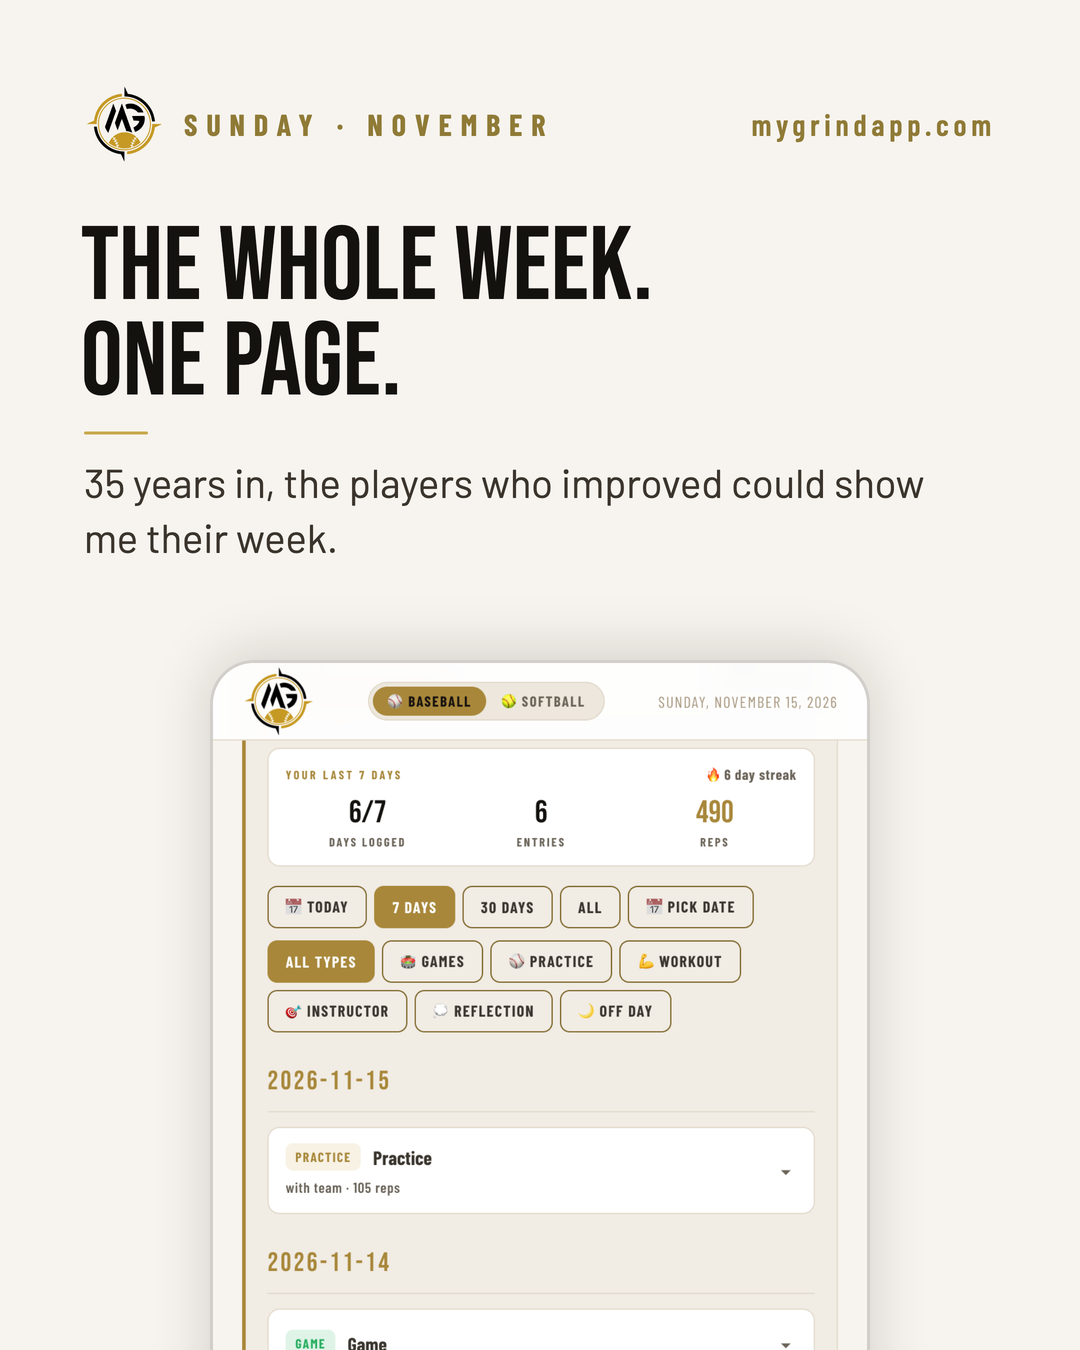 MG
SUNDAY · NOVEMBER
mygrindapp.com
THE WHOLE WEEK.
ONE PAGE.
35 years in, the players who improved could show
me their week.
MG
BASEBALL
SOFTBALL
SUNDAY, NOVEMBER 15, 2026
YOUR LAST 7 DAYS
6 day streak
6/7
6
490
DAYS LOGGED
ENTRIES
REPS
TODAY
7 DAYS
30 DAYS
ALL
PICK DATE
ALL TYPES
GAMES
PRACTICE
WORKOUT
INSTRUCTOR
REFLECTION
OFF DAY
2026-11-15
PRACTICE
Practice
with team · 105 reps
2026-11-14
GAME
Game